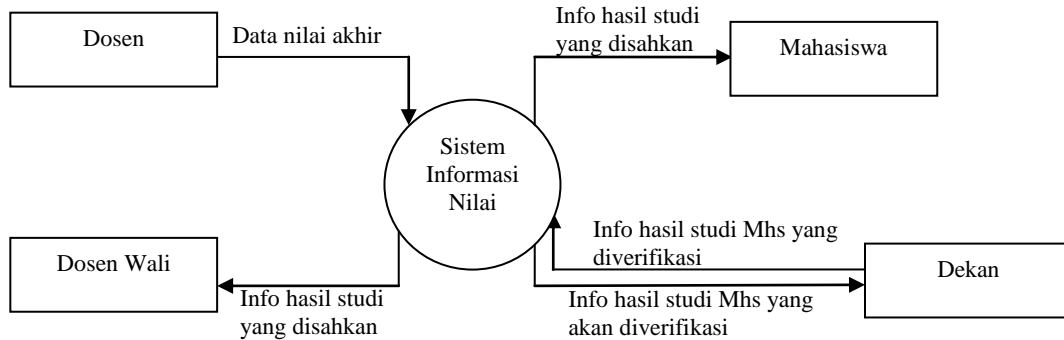 Dosen
Data nilai akhir
Info hasil studi
yang disahkan
Mahasiswa
Sistem
Informasi
Nilai
Dosen Wali
Info hasil studi
yang disahkan
Info hasil studi Mhs yang
diverifikasi
Info hasil studi Mhs yang
akan diverifikasi
Dekan